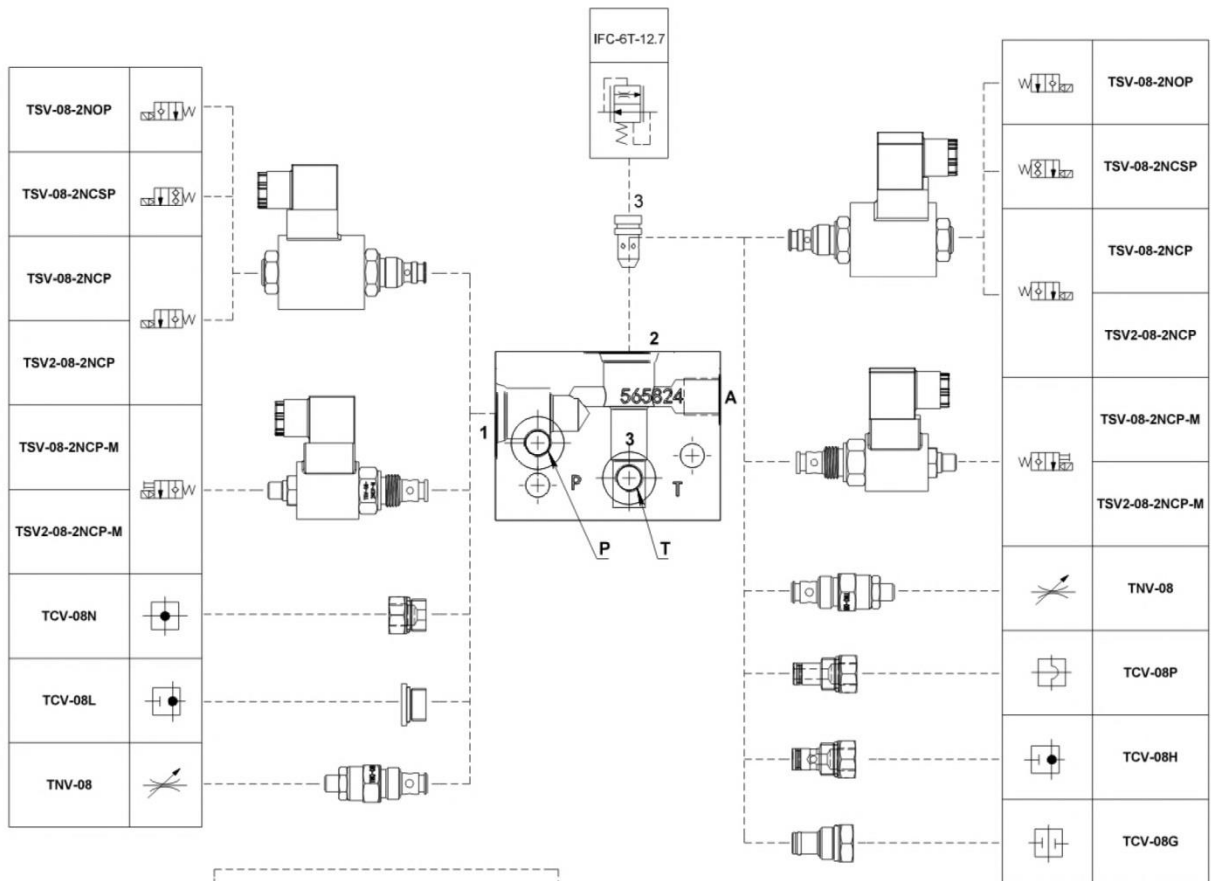 IFC-6T-12.7
3
TSV-08-2NOP
TSV-08-2NCSP
TSV-08-2NCP
TSV2-08-2NCP
TSV-08-2NCP-M
TSV2-08-2NCP-M
TCV-08N
TCV-08L
TNV-08
2
565824
A
1
3
P
T
P
T
TSV-08-2NOP
TSV-08-2NCSP
TSV-08-2NCP
TSV2-08-2NCP
TSV-08-2NCP-M
TSV2-08-2NCP-M
TNV-08
TCV-08P
TCV-08H
TCV-08G